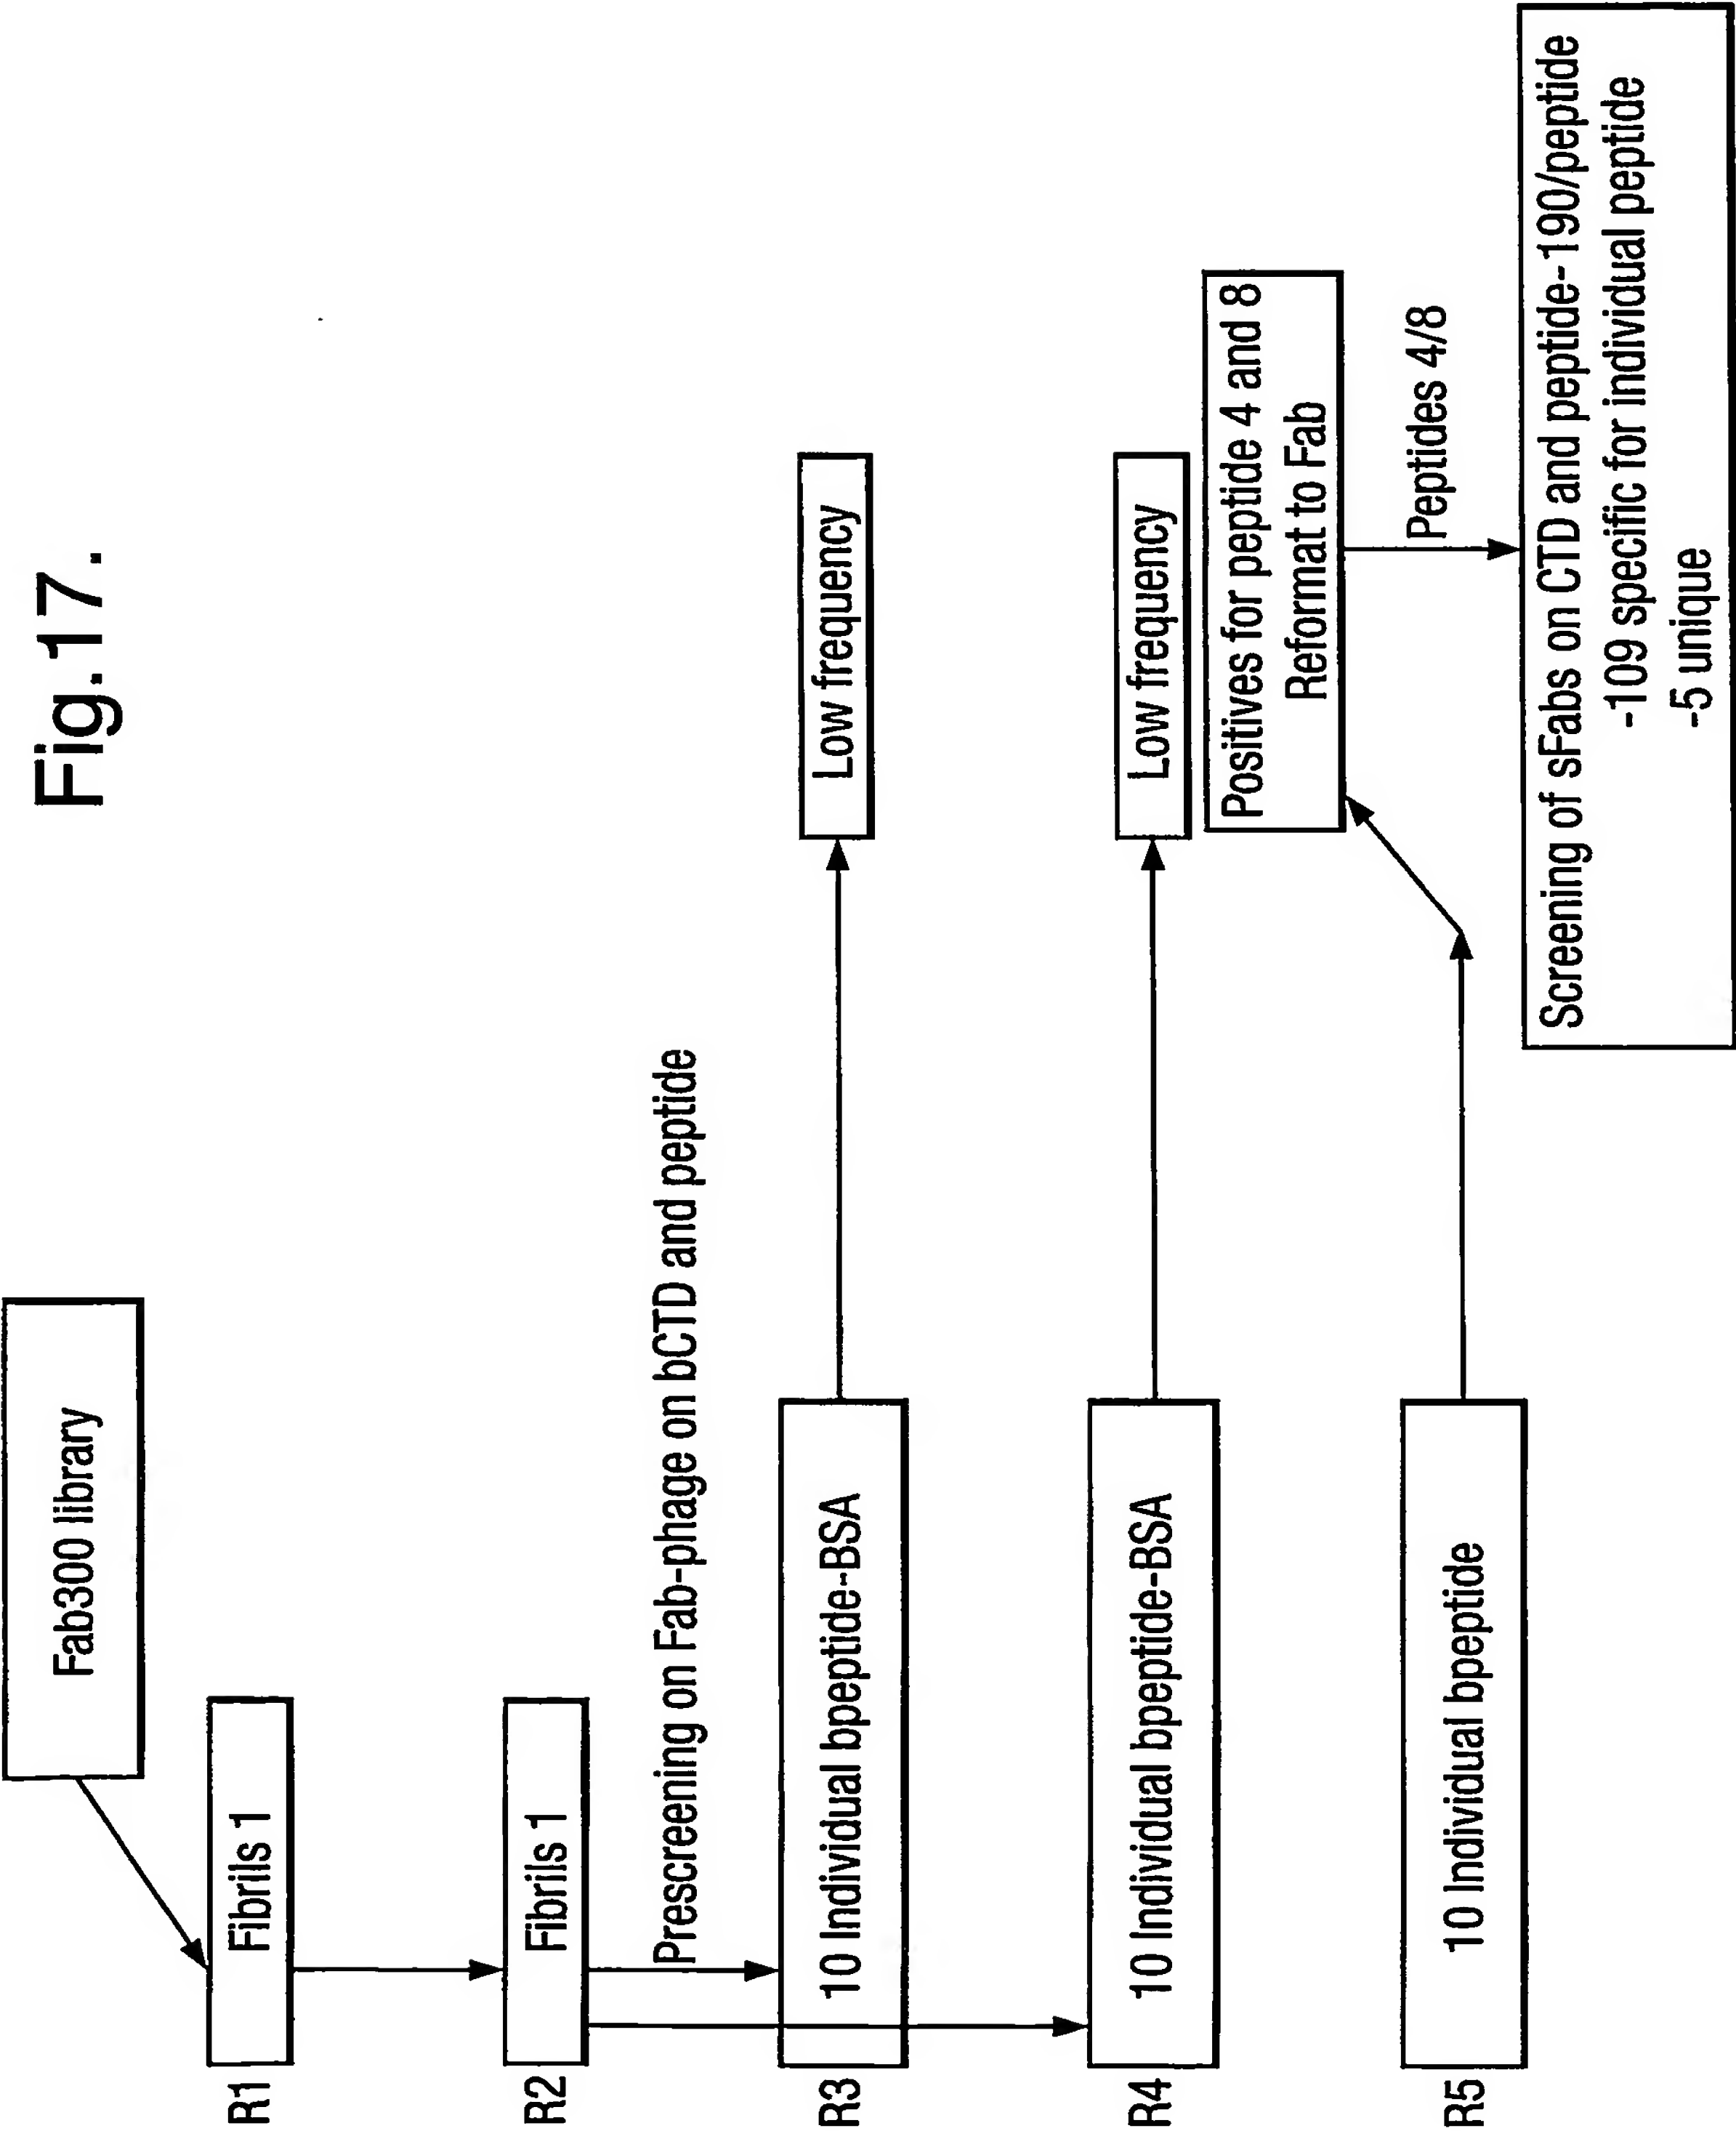 Fig.17.
Fab300 library
R1
Fibrils 1
R2
Fibrils 1
Prescreening on Fab-phage on bCTD and peptide
R3
10 Individual bpeptide-BSA
Low frequency
R4
10 Individual bpeptide-BSA
Low frequency
Positives for peptide 4 and 8
Reformat to Fab
R5
10 Individual bpeptide
Peptides 4/8
Screening of sFabs on CTD and peptide-190/peptide
-109 specific for individual peptide
-5 unique